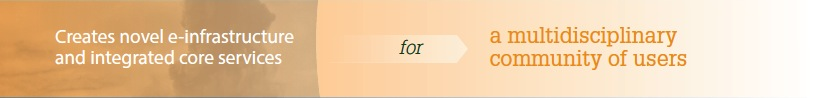 Creates novel e-infrastructure
and integrated core services
for
a multidisciplinary
community of users